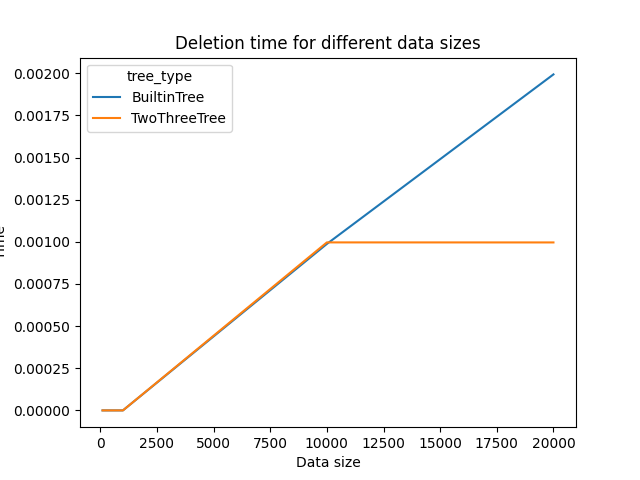 Deletion time for different data sizes
tree_type
BuiltinTree
TwoThreeTree
0.00200
0.00175
0.00150
0.00125
0.00100
0.00075
0.00050
0.00025
0.00000
0 2500 5000 7500 10000 12500 15000 17500 20000
Data size